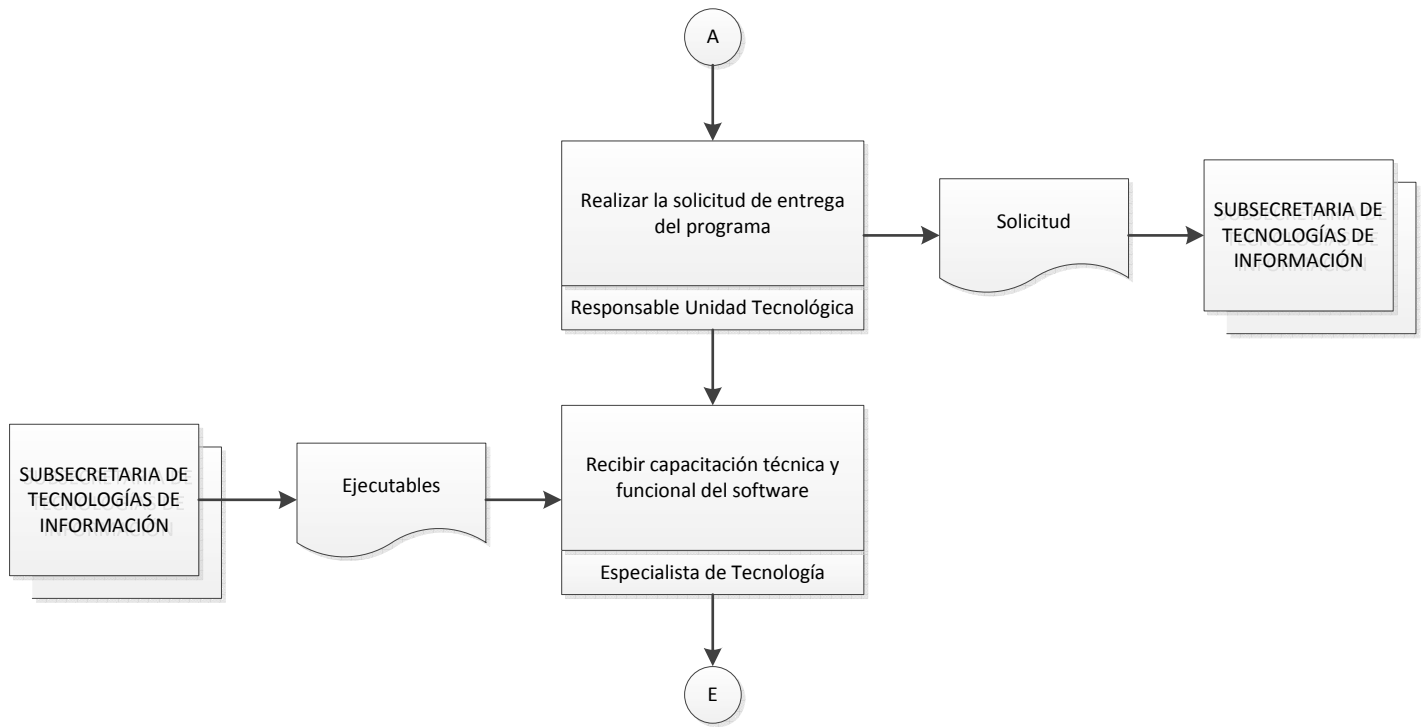 A
Realizar la solicitud de entrega
del programa
Responsable Unidad Tecnológica
Solicitud
SUBSECRETARIA DE
TECNOLOGÍAS DE
INFORMACIÓN
SUBSECRETARIA DE
TECNOLOGÍAS DE
INFORMACIÓN
Ejecutables
Recibir capacitación técnica y
funcional del software
Especialista de Tecnología
E